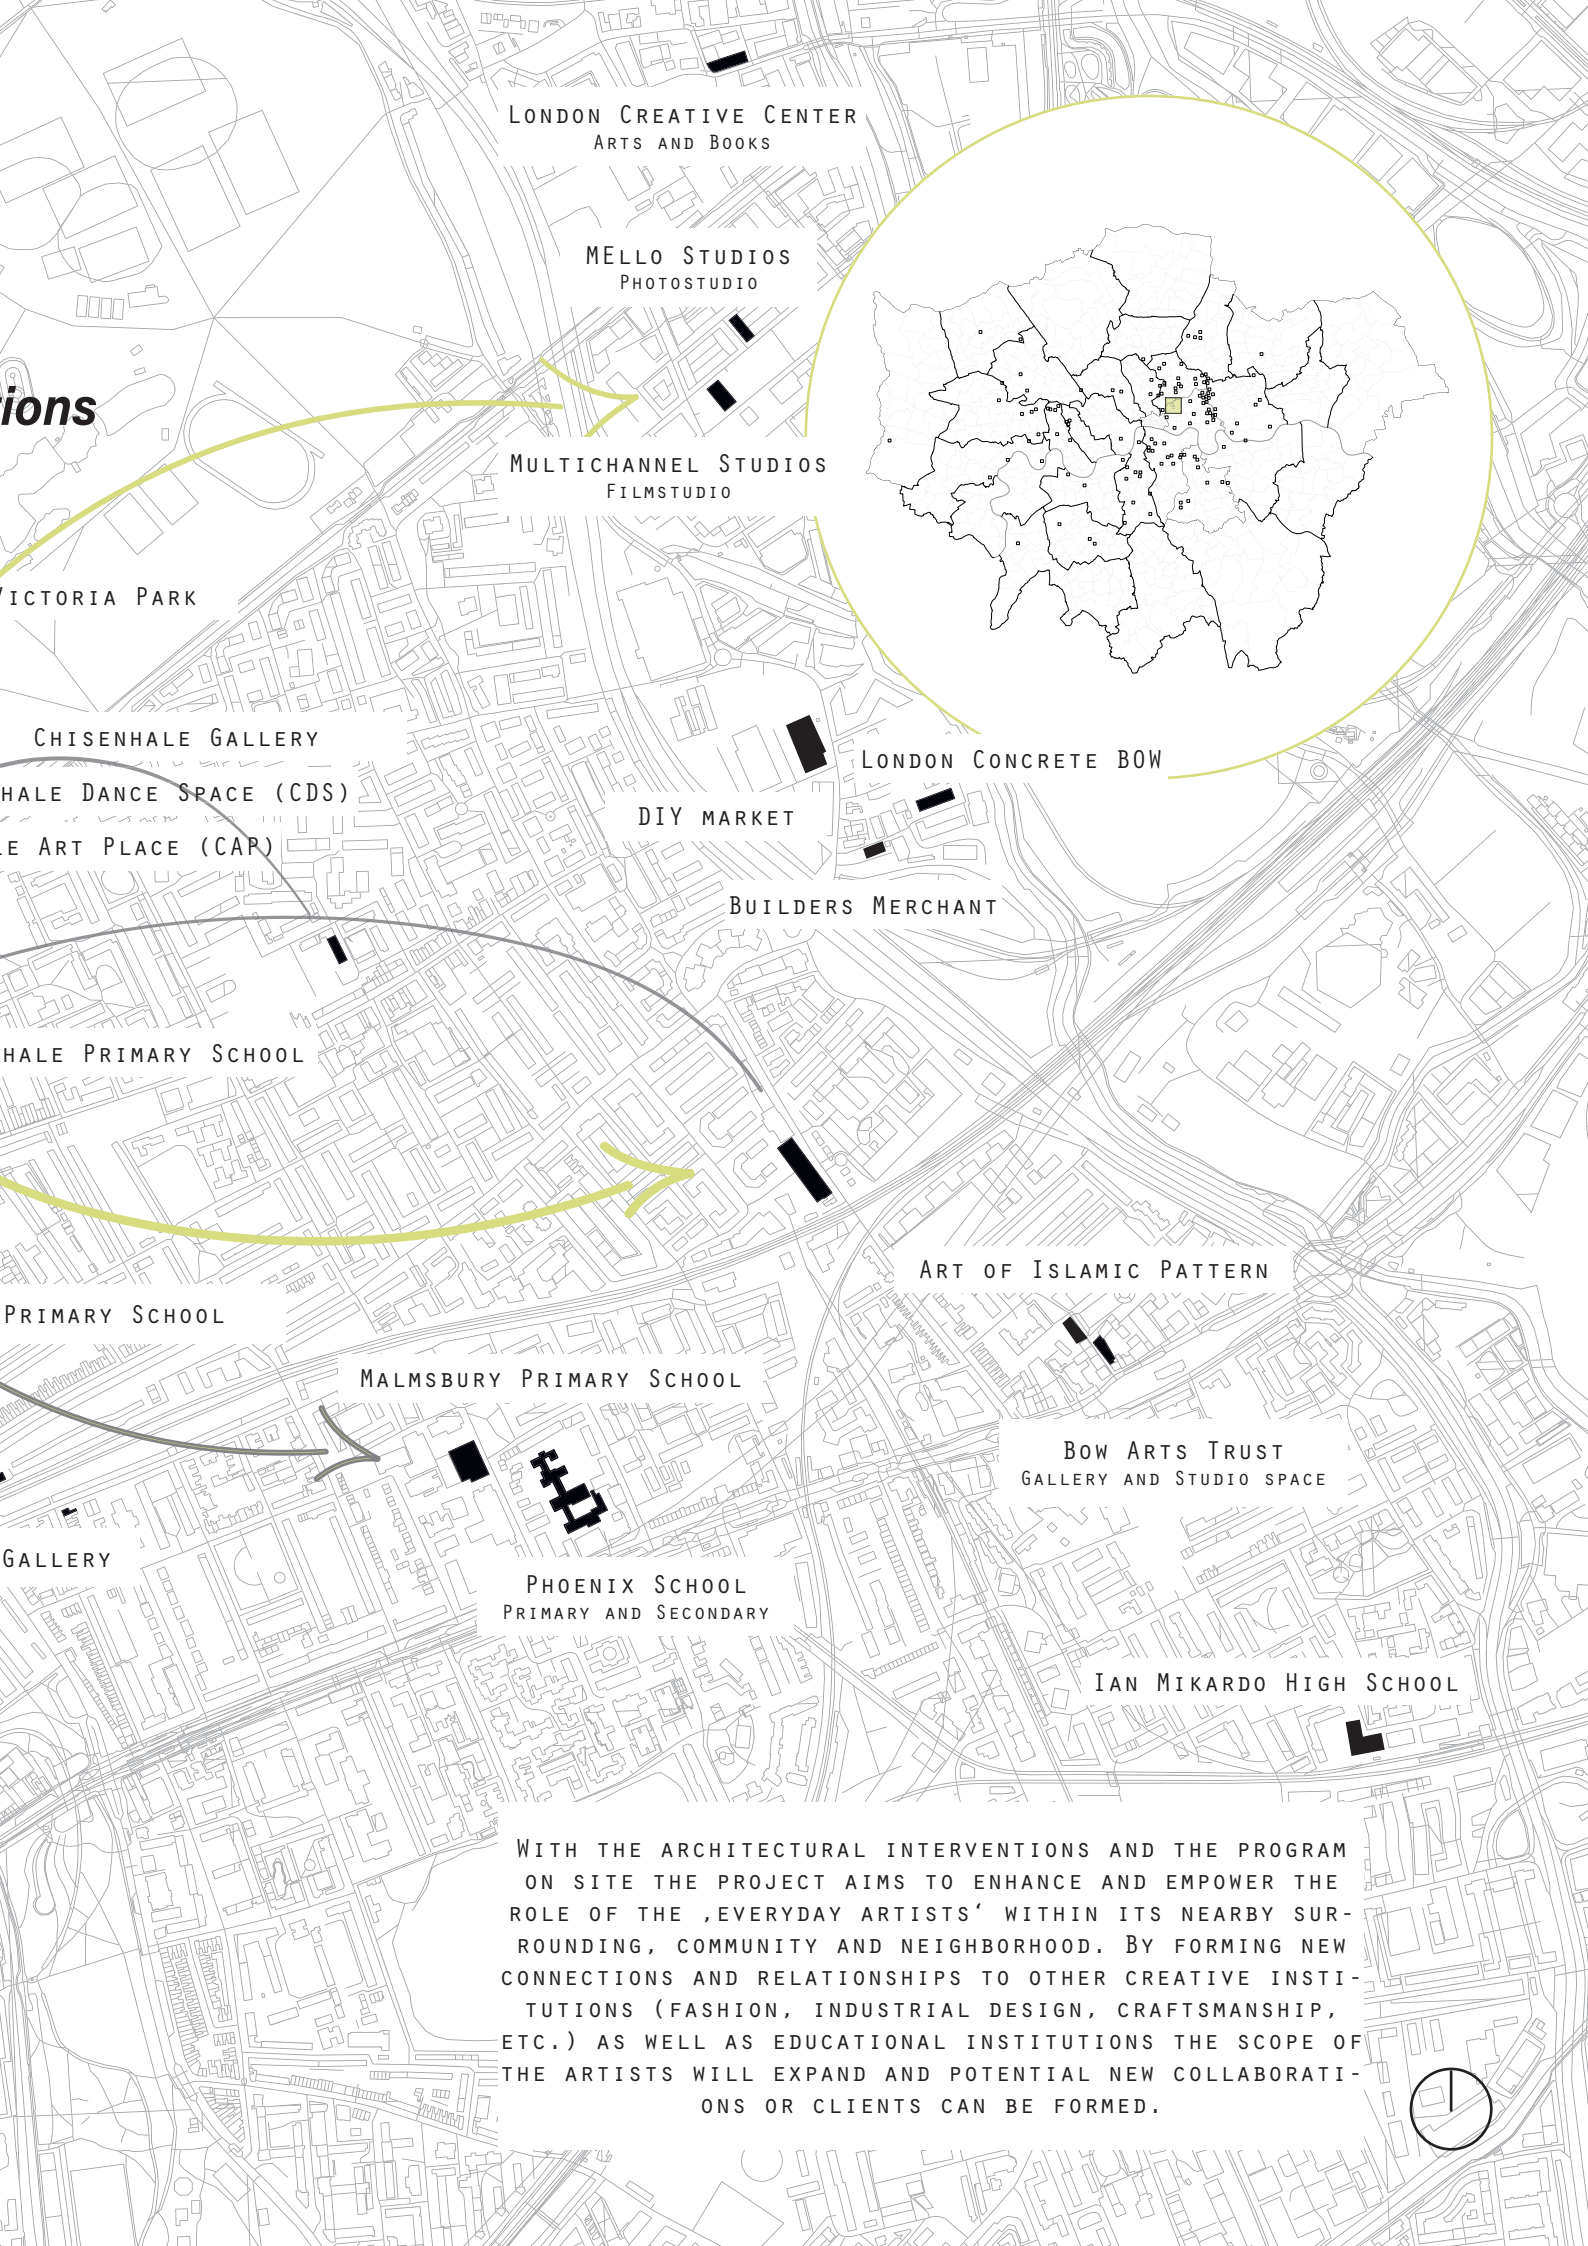 London Creative Center
Arts and Books
MEllo Studios
Photostudio
tions
Multichannel Studios
Filmstudio
Victoria Park
Chisenhale Gallery
London Concrete BOW
hale Dance Space (CDS)
DIY market
le Art Place (CAP)
Builders Merchant
hale Primary School
Art of Islamic Pattern
Primary School
Malmsbury Primary School
Bow Arts Trust
Gallery and Studio space
Gallery
Phoenix School
Primary and Secondary
Ian Mikardo High School
With the architectural interventions and the program
on site the project aims to enhance and empower the
role of the ‚everyday artists‘ within its nearby sur-
rounding, community and neighborhood. By forming new
connections and relationships to other creative insti-
tutions (fashion, industrial design, craftsmanship,
etc.) as well as educational institutions the scope of
the artists will expand and potential new collaborati-
ons or clients can be formed.